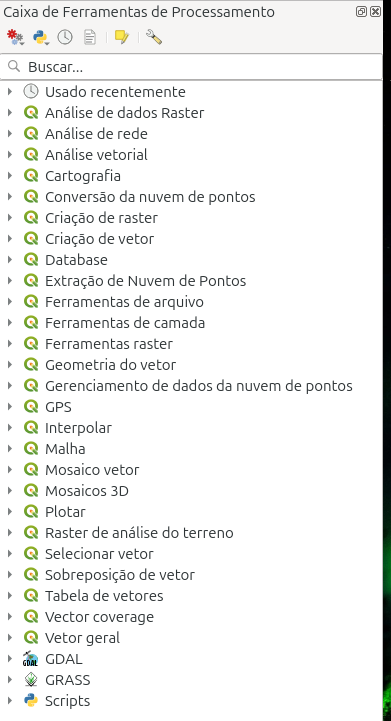 Caixa de Ferramentas de Processamento
Buscar...
Usado recentemente
Análise de dados Raster
Análise de rede
Análise vetorial
Cartografia
Conversão da nuvem de pontos
Criação de raster
Criação de vetor
Database
Extração de Nuvem de Pontos
Ferramentas de arquivo
Ferramentas de camada
Ferramentas raster
Geometria do vetor
Gerenciamento de dados da nuvem de pontos
GPS
Interpolar
Malha
Mosaico vetor
Mosaicos 3D
Plotar
Raster de análise do terreno
Selecionar vetor
Sobreposição de vetor
Tabela de vetores
Vector coverage
Vetor geral
GDAL GDAL
GRASS
Scripts